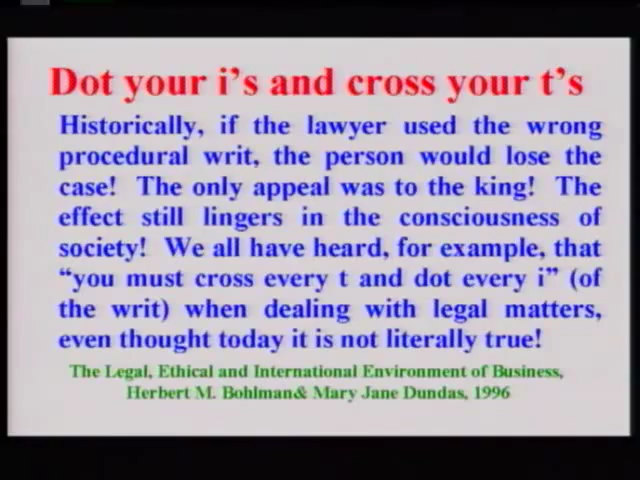 Dot your i's and cross your t's
Historically, if the lawyer used the wrong
procedural writ, the person would lose the
case! The only appeal was to the king! The
effect still lingers in the consciousness of
society! We all have heard, for example, that
“you must cross every t and dot every i” (of
the writ) when dealing with legal matters,
even thought today it is not literally true!
The Legal, Ethical and International Environment of Business,
Herbert M. Bohlman& Mary Jane Dundas, 1996